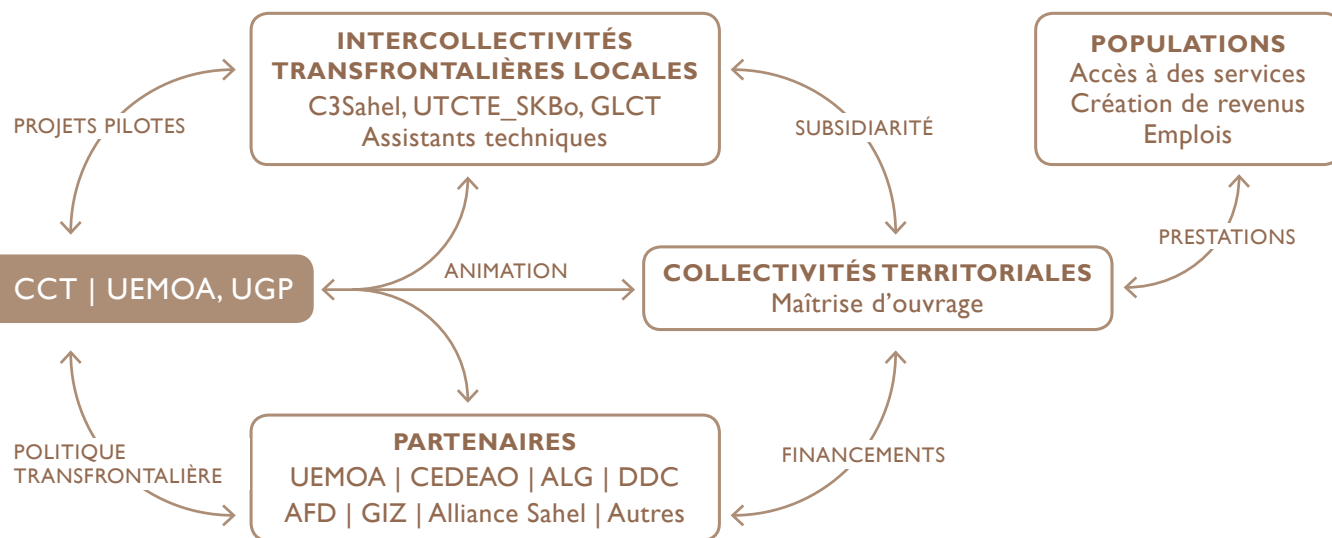 INTERCOLLECTIVITÉS
TRANSFRONTALIÈRES LOCALES
C3Sahel, UTCTE_SKBo, GLCT
Assistants techniques
POPULATIONS
Accès à des services
Création de revenus
Emplois
PROJETS PILOTES
SUBSIDIARITÉ
PRESTATIONS
CCT | UEMOA, UGP
ANIMATION
COLLECTIVITÉS TERRITORIALES
Maîtrise d’ouvrage
POLITIQUE
TRANSFRONTALIÈRE
PARTENAIRES
UEMOA | CEDEAO | ALG | DDC
AFD | GIZ | Alliance Sahel | Autres
FINANCEMENTS